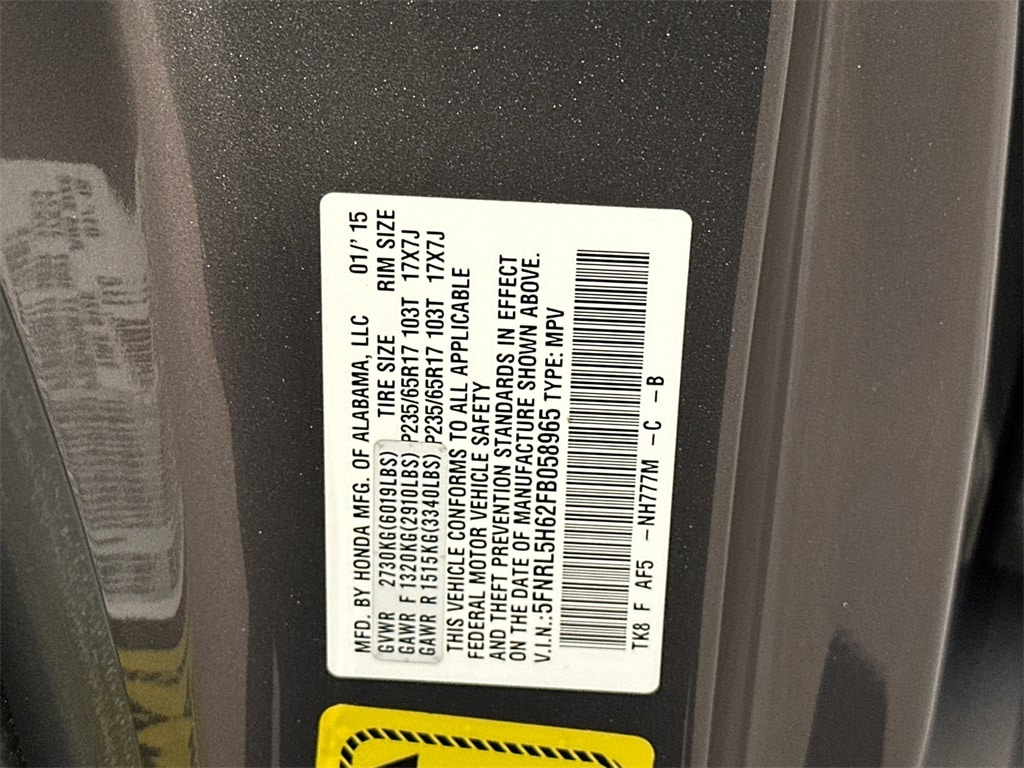 MFD. BY HONDA MFG. OF ALABAMA, LLC 01/' 15
GVWR 2730KG(6019LBS) TIRE SIZE RIM SIZE
GAWR F 1320KG(2910LBS) P235/65R17 103T 17X7J
GAWR R 1515KG(3340LBS) P235/65R17 103T 17X7J
THIS VEHICLE CONFORMS TO ALL APPLICABLE
FEDERAL MOTOR VEHICLE SAFETY
AND THEFT PREVENTION STANDARDS IN EFFECT
ON THE DATE OF MANUFACTURE SHOWN ABOVE.
V.I.N.:5FNRL5H62FB058965 TYPE: MPV
TK8 F AF5 -NH777M -C -B